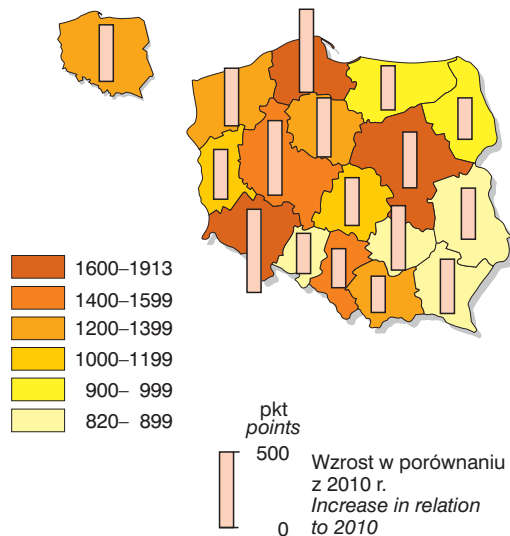 1600–1913
1400–1599
1200–1399
1000–1199
900– 999
820– 899
pkt
points
500
0
Wzrost w porównaniu
z 2010 r.
Increase in relation
to 2010